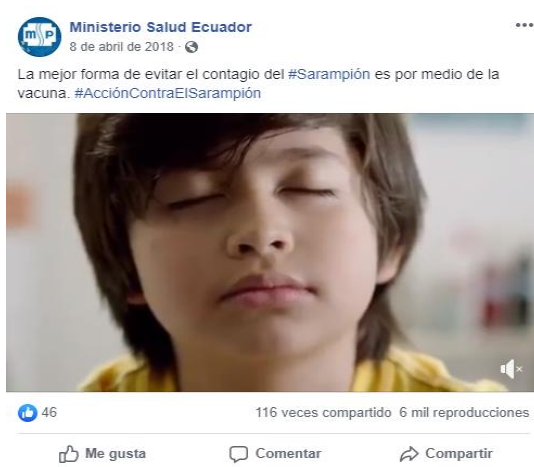 msp
Ministerio Salud Ecuador
8 de abril de 2018 ·
La mejor forma de evitar el contagio del #Sarampión es por medio de la
vacuna. #AcciónContraElSarampión
46
116 veces compartido 6 mil reproducciones
Me gusta Comentar Compartir